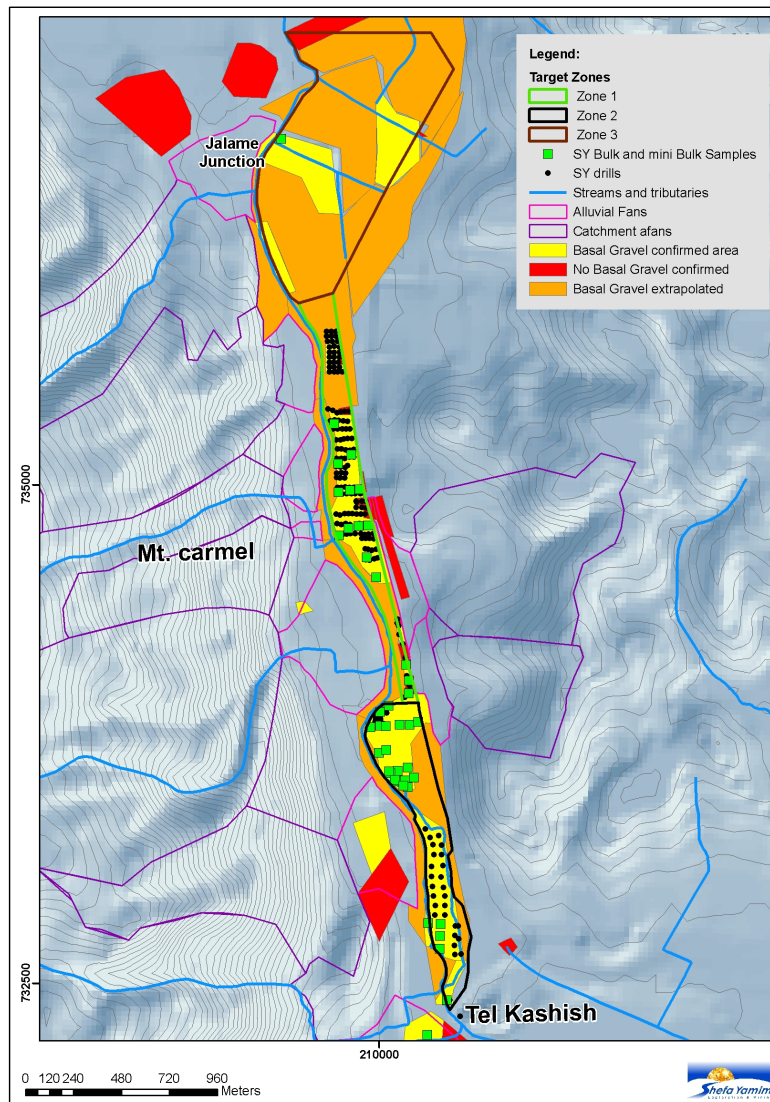 Legend:
Target Zones
Zone 1
Zone 2
Zone 3
SY Bulk and mini Bulk Samples
SY drills
Streams and tributaries
Alluvial Fans
Catchment afans
Basal Gravel confirmed area
No Basal Gravel confirmed
Basal Gravel extrapolated
Jalame
Junction
735000
Mt. carmel
732500
Tel Kashish
210000
0 120 240 480 720 960
Meters
Shefa Yamim